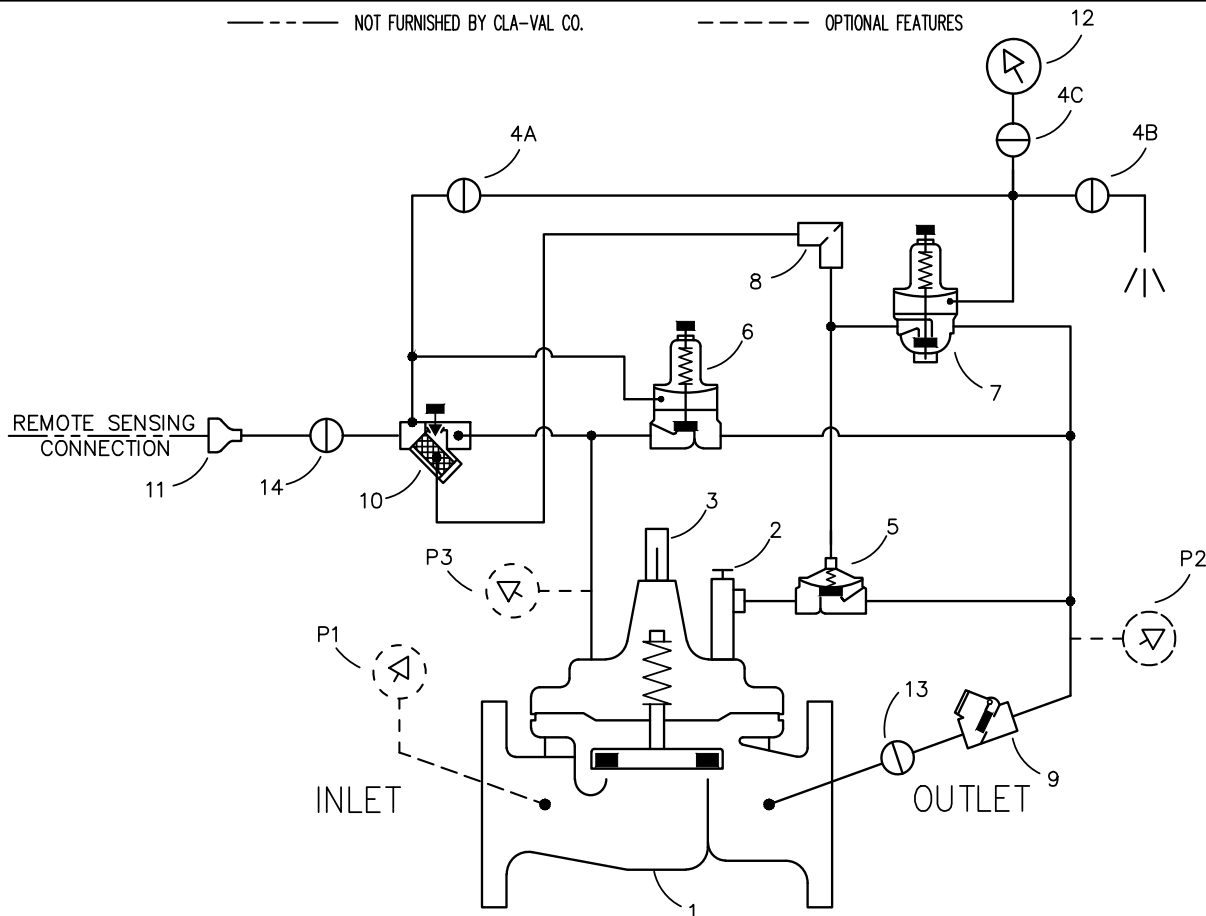 NOT FURNISHED BY CLA-VAL CO.
OPTIONAL FEATURES
12
4C
4A
4B
8
6
7
REMOTE SENSING
CONNECTION
11
14
10
3
2
5
P3
P2
P1
13
9
INLET
OUTLET
1